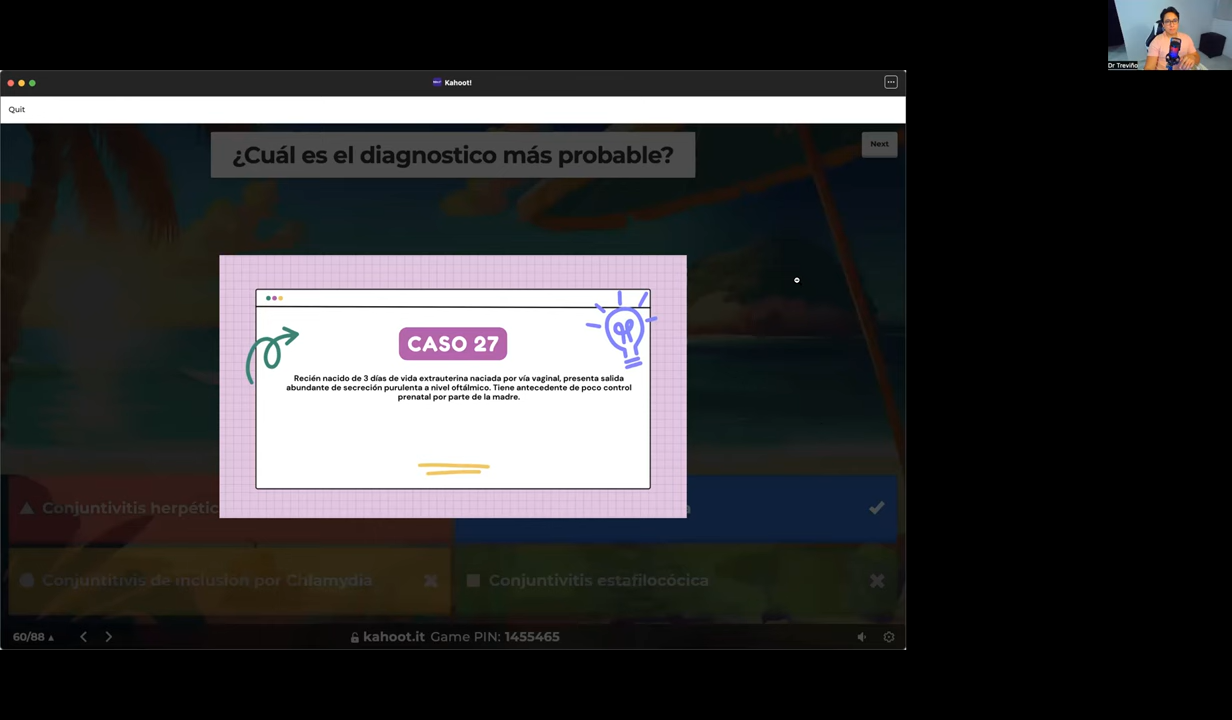 Dr Treviño
Kahoot!
Quit
¿Cuál es el diagnostico más probable?
Next
CASO 27
Recién nacido de 3 días de vida extrauterina naciada por vía vaginal, presenta salida
abundante de secreción purulenta a nivel oftálmico. Tiene antecedente de poco control
prenatal por parte de la madre.
Conjuntivitis herpétic
Conjuntitivis de inclusion por Chlamydia
Conjuntivitis estafilocócica
60/88
kahoot.it Game PIN: 1455465